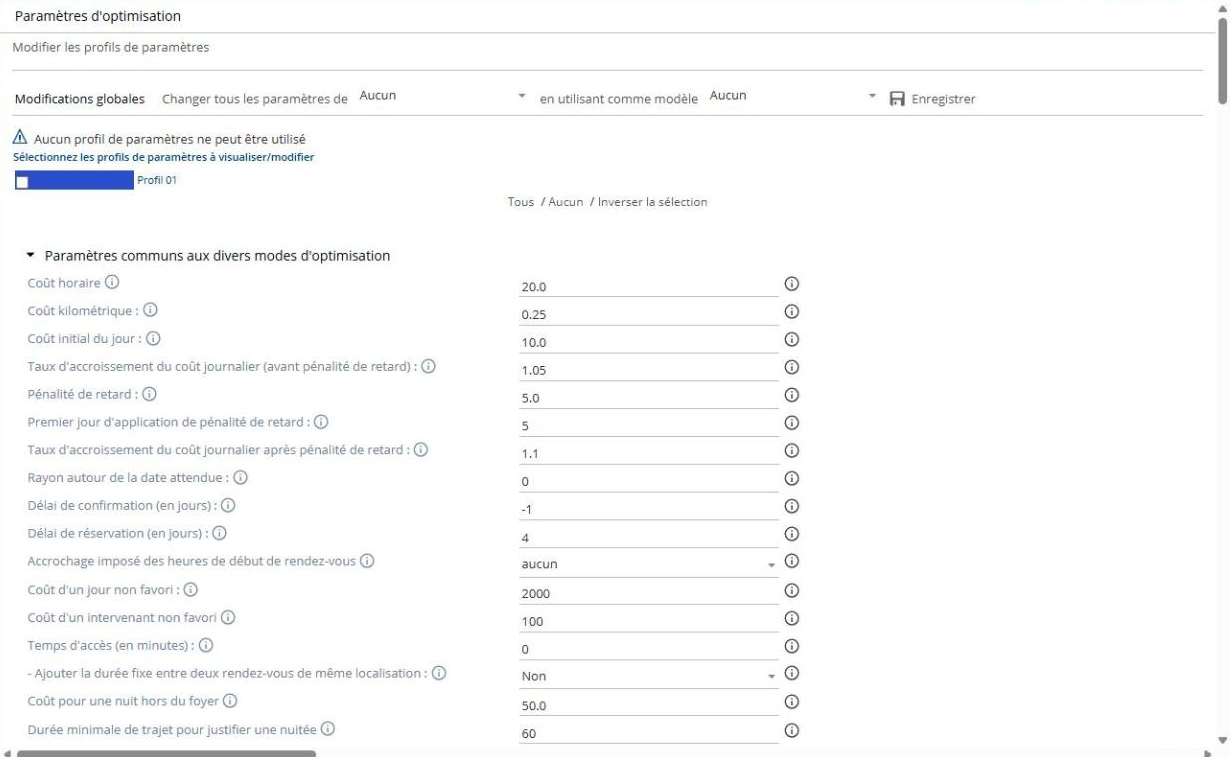 Paramètres d'optimisation
Modifier les profils de paramètres
Modifications globales Changer tous les paramètres de Aucun en utilisant comme modèle Aucun Enregistrer
Aucun profil de paramètres ne peut être utilisé
Sélectionnez les profils de paramètres à visualiser/modifier
Profil 01
Tous / Aucun / Inverser la sélection
Paramètres communs aux divers modes d'optimisation
Coût horaire 20.0
Coût kilométrique : 0.25
Coût initial du jour : 10.0
Taux d'accroissement du coût journalier (avant pénalité de retard) : 1.05
Pénalité de retard : 5.0
Premier jour d'application de pénalité de retard : 5
Taux d'accroissement du coût journalier après pénalité de retard : 1.1
Rayon autour de la date attendue : 0
Délai de confirmation (en jours) : -1
Délai de réservation (en jours) : 4
Accrochage imposé des heures de début de rendez-vous aucun
Coût d'un jour non favori : 2000
Coût d'un intervenant non favori 100
Temps d'accès (en minutes) : 0
- Ajouter la durée fixe entre deux rendez-vous de même localisation : Non
Coût pour une nuit hors du foyer 50.0
Durée minimale de trajet pour justifier une nuitée 60